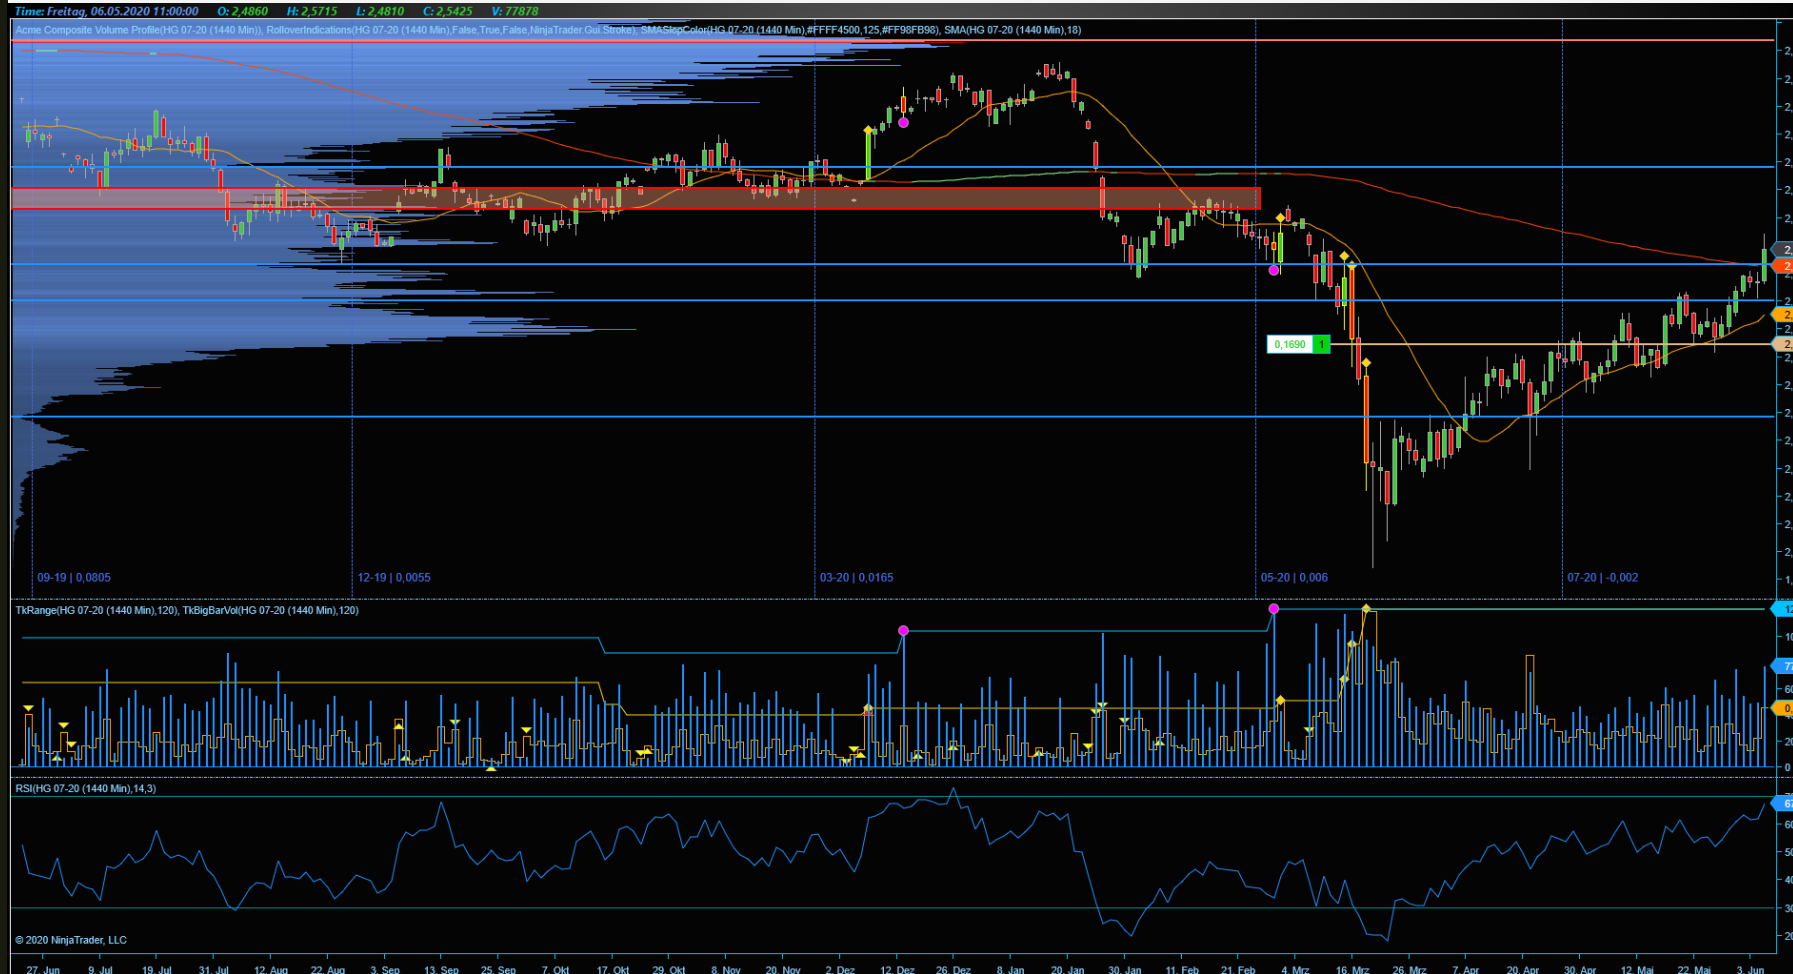 Time: Freitag, 06.05.2020 11:00:00 O: 2,4860 H: 2,5715 L: 2,4810 C: 2,5425 V: 77878
Acme Composite Volume Profile(HG 07-20 (1440 Min)), RolloverIndications(HG 07-20 (1440 Min),False,True,False,NinjaTrader.Gui.Stroke), SMASlopColor(HG 07-20 (1440 Min),#FFFF4500,125,#FF98FB98), SMA(HG 07-20 (1440 Min),18)
0,1690 1
09-19 | 0,0805 12-19 | 0,0055 03-20 | 0,0165 05-20 | 0,006 07-20 | -0,002
TkRange(HG 07-20 (1440 Min),120), TkBigBarVol(HG 07-20 (1440 Min),120)
RSI(HG 07-20 (1440 Min),14,3)
© 2020 NinjaTrader, LLC
27. Jun 9. Jul 19. Jul 31. Jul 12. Aug 22. Aug 3. Sep 13. Sep 25. Sep 7. Okt 17. Okt 29. Okt 8. Nov 20. Nov 2. Dez 12. Dez 26. Dez 8. Jan 20. Jan 30. Jan 11. Feb 21. Feb 4. Mrz 16. Mrz 26. Mrz 7. Apr 20. Apr 30. Apr 12. Mai 22. Mai 3. Jun